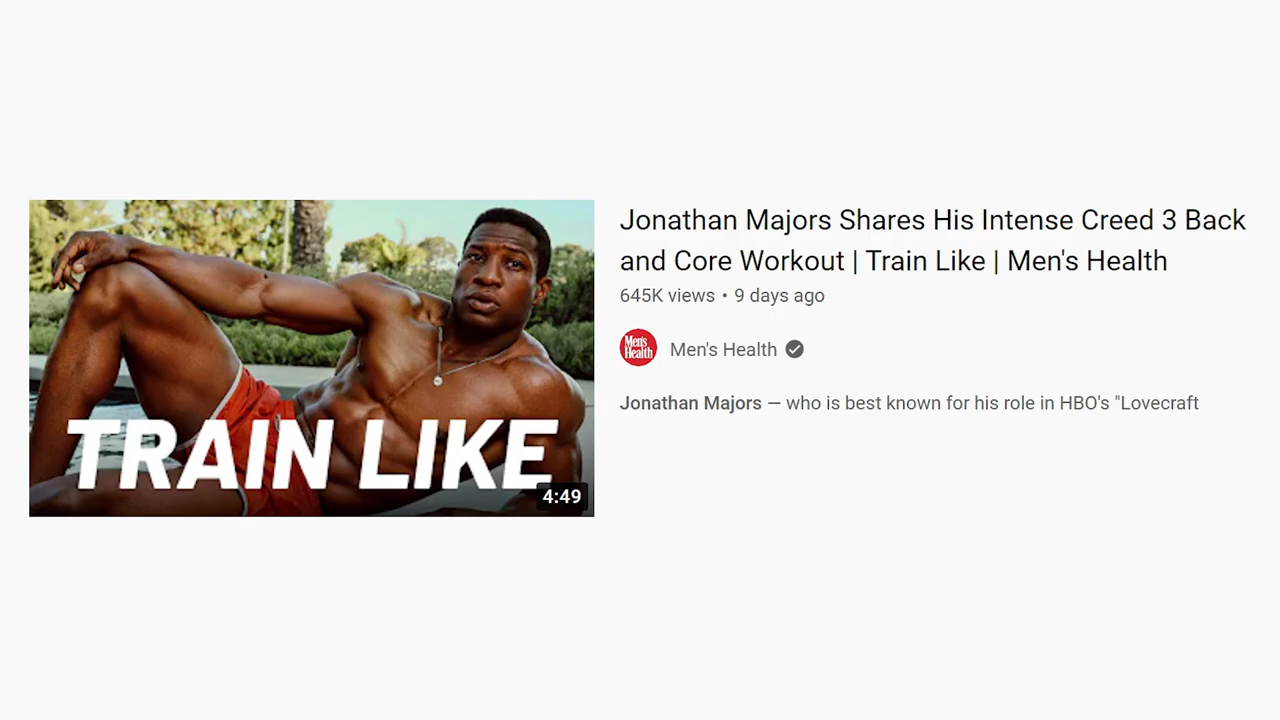 TRAIN LIKE
4:49
Jonathan Majors Shares His Intense Creed 3 Back
and Core Workout | Train Like | Men's Health
645K views • 9 days ago
Men's
Health
Men's Health
Jonathan Majors — who is best known for his role in HBO's "Lovecraft